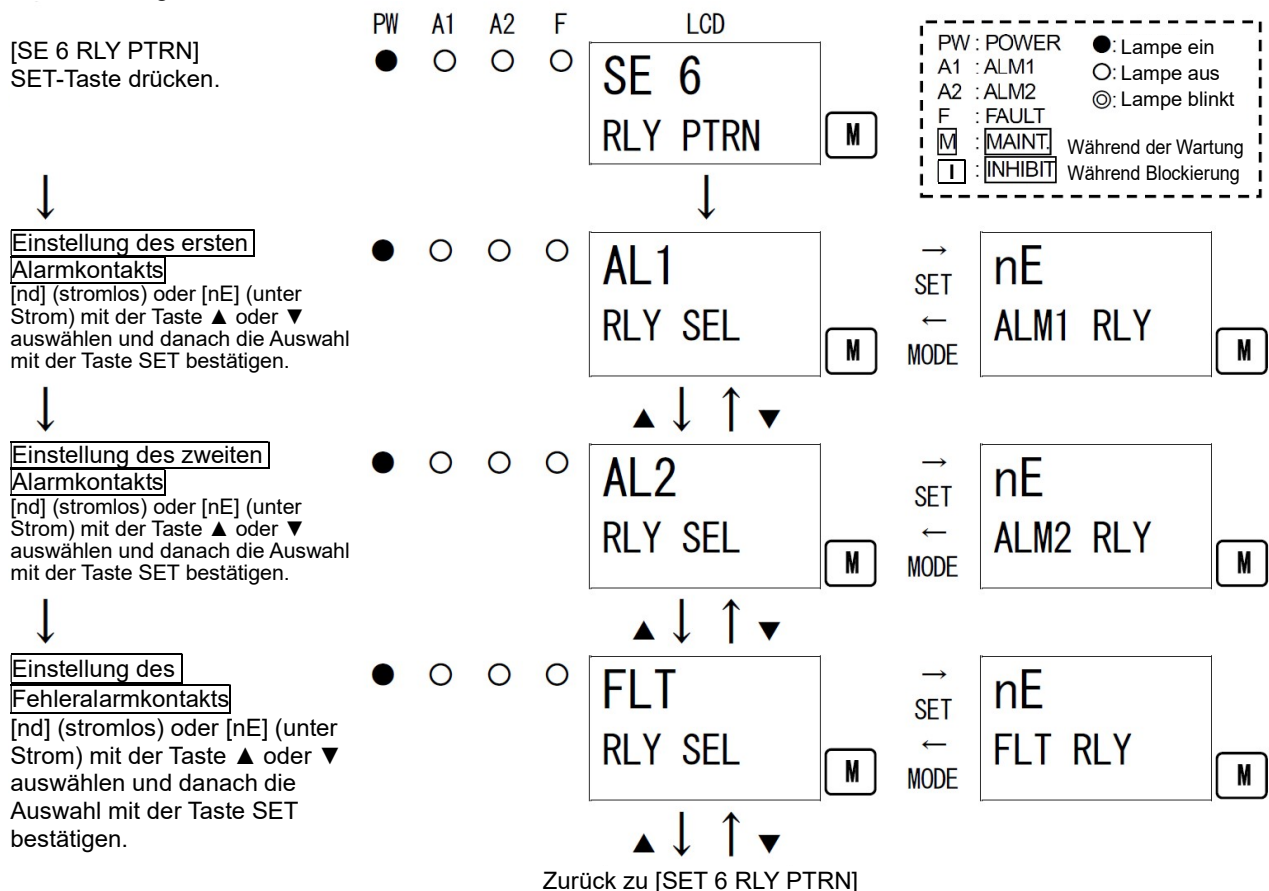 PW A1 A2 F LCD
[SE 6 RLY PTRN]
SET-Taste drücken.
● ○ ○ ○
SE 6
RLY PTRN
M
PW : POWER ●: Lampe ein
A1 : ALM1 ○: Lampe aus
A2 : ALM2 ◎: Lampe blinkt
F : FAULT
M : MAINT. Während der Wartung
I : INHIBIT Während Blockierung
↓
↓
Einstellung des ersten
Alarmkontakts
[nd] (stromlos) oder [nE] (unter
Strom) mit der Taste ▲ oder ▼
auswählen und danach die Auswahl
mit der Taste SET bestätigen.
● ○ ○ ○
AL1
RLY SEL
M
→
SET
←
MODE
nE
ALM1 RLY
M
↓
▲ ↓ ↑ ▼
Einstellung des zweiten
Alarmkontakts
[nd] (stromlos) oder [nE] (unter
Strom) mit der Taste ▲ oder ▼
auswählen und danach die Auswahl
mit der Taste SET bestätigen.
● ○ ○ ○
AL2
RLY SEL
M
→
SET
←
MODE
nE
ALM2 RLY
M
↓
▲ ↓ ↑ ▼
Einstellung des
Fehleralarmkontakts
[nd] (stromlos) oder [nE] (unter
Strom) mit der Taste ▲ oder ▼
auswählen und danach die
Auswahl mit der Taste SET
bestätigen.
● ○ ○ ○
FLT
RLY SEL
M
→
SET
←
MODE
nE
FLT RLY
M
▲ ↓ ↑ ▼
Zurück zu [SET 6 RLY PTRN]